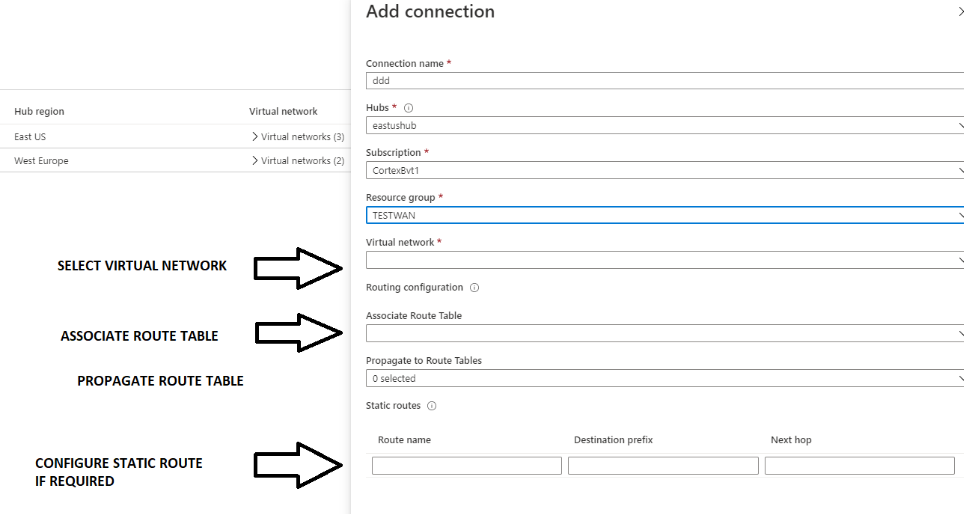 Add connection
Connection name *
ddd
Hub region Virtual network
Hubs *
eastushub
East US Virtual networks (3)
Subscription *
West Europe Virtual networks (2)
CortexBvt1
Resource group *
TESTWAN
Virtual network *
SELECT VIRTUAL NETWORK
Routing configuration
Associate Route Table
ASSOCIATE ROUTE TABLE
Propagate to Route Tables
PROPAGATE ROUTE TABLE
0 selected
Static routes
Route name Destination prefix Next hop
CONFIGURE STATIC ROUTE
IF REQUIRED